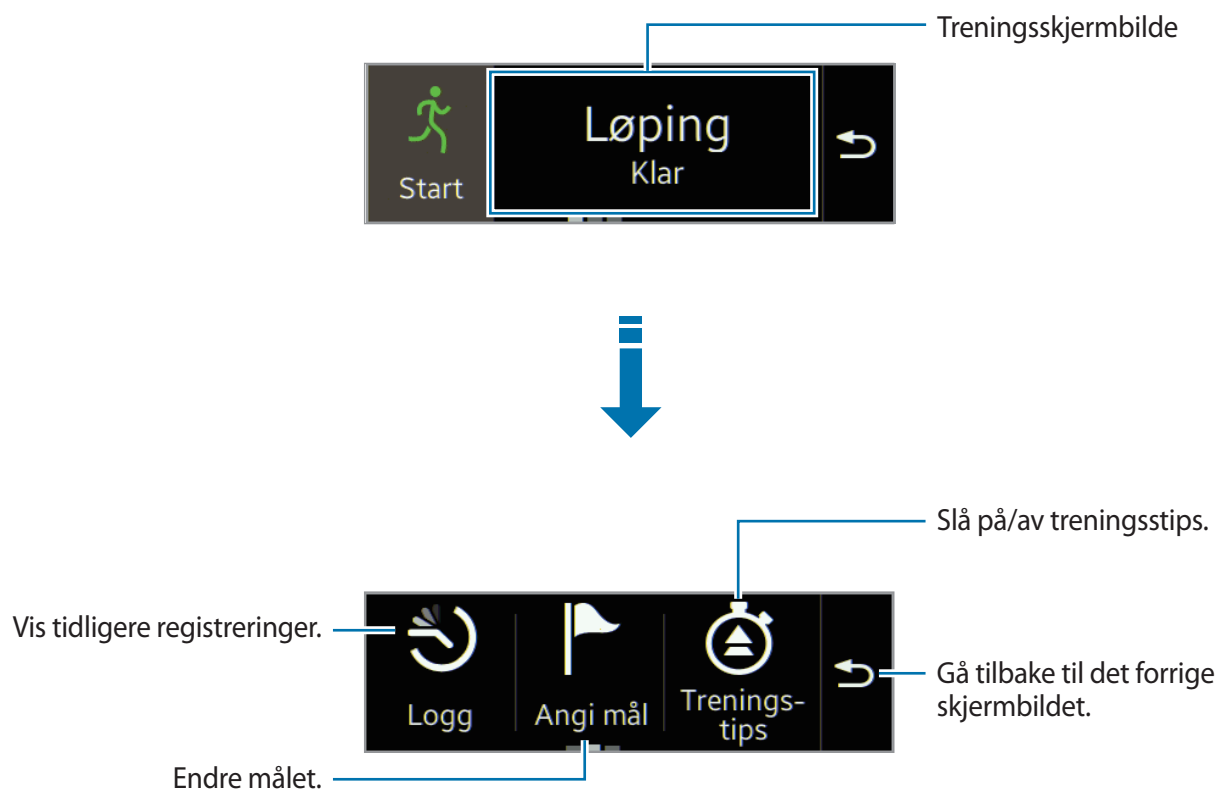 Treningsskjermbilde
Løping
Klar
Start
Slå på/av treningsstips.
Vis tidligere registreringer.
Gå tilbake til det forrige
skjermbildet.
Logg
Angi mål
Trenings-
tips
Endre målet.